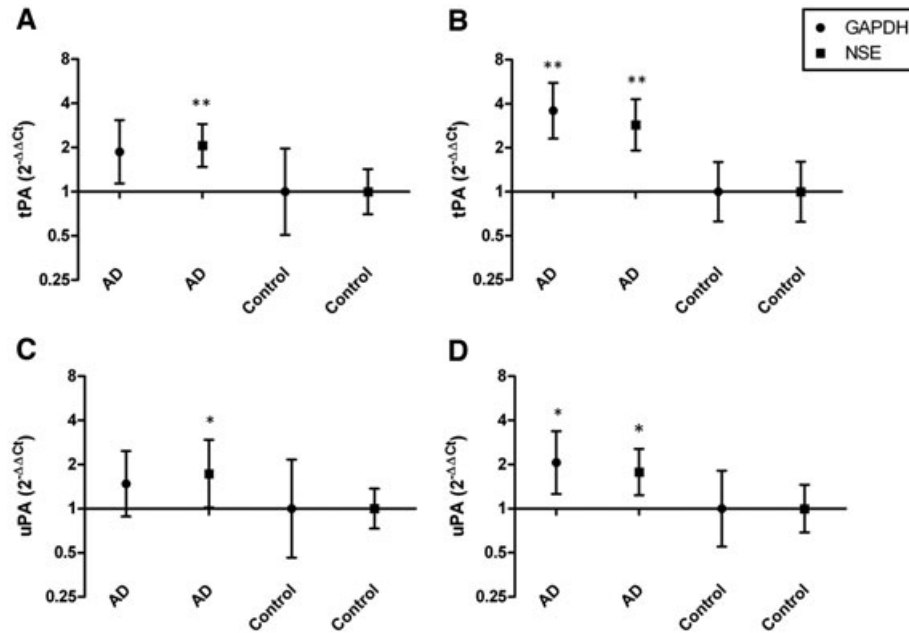 A
tPA (2^-ΔΔCt)
8
4
2
1
0.5
0.25
**
AD
AD
Control
Control
B
tPA (2^-ΔΔCt)
8
4
2
1
0.5
0.25
**
**
AD
AD
Control
Control
GAPDH
NSE
C
uPA (2^-ΔΔCt)
8
4
2
1
0.5
0.25
*
AD
AD
Control
Control
D
uPA (2^-ΔΔCt)
8
4
2
1
0.5
0.25
*
*
AD
AD
Control
Control